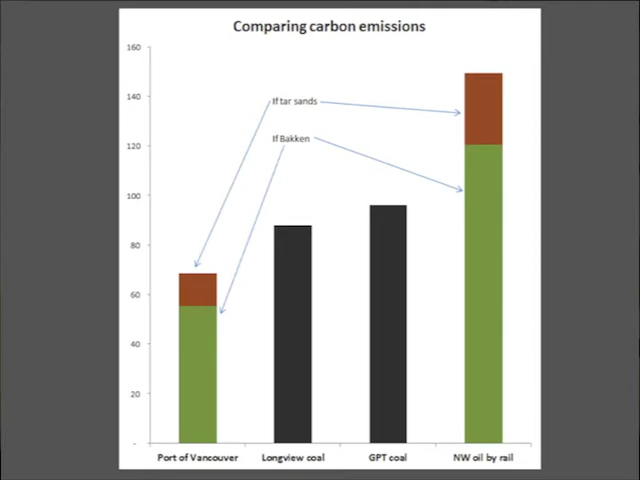 Comparing carbon emissions
160
140
120
100
80
60
40
20
-
If tar sands
If Bakken
Port of Vancouver
Longview coal
GPT coal
NW oil by rail